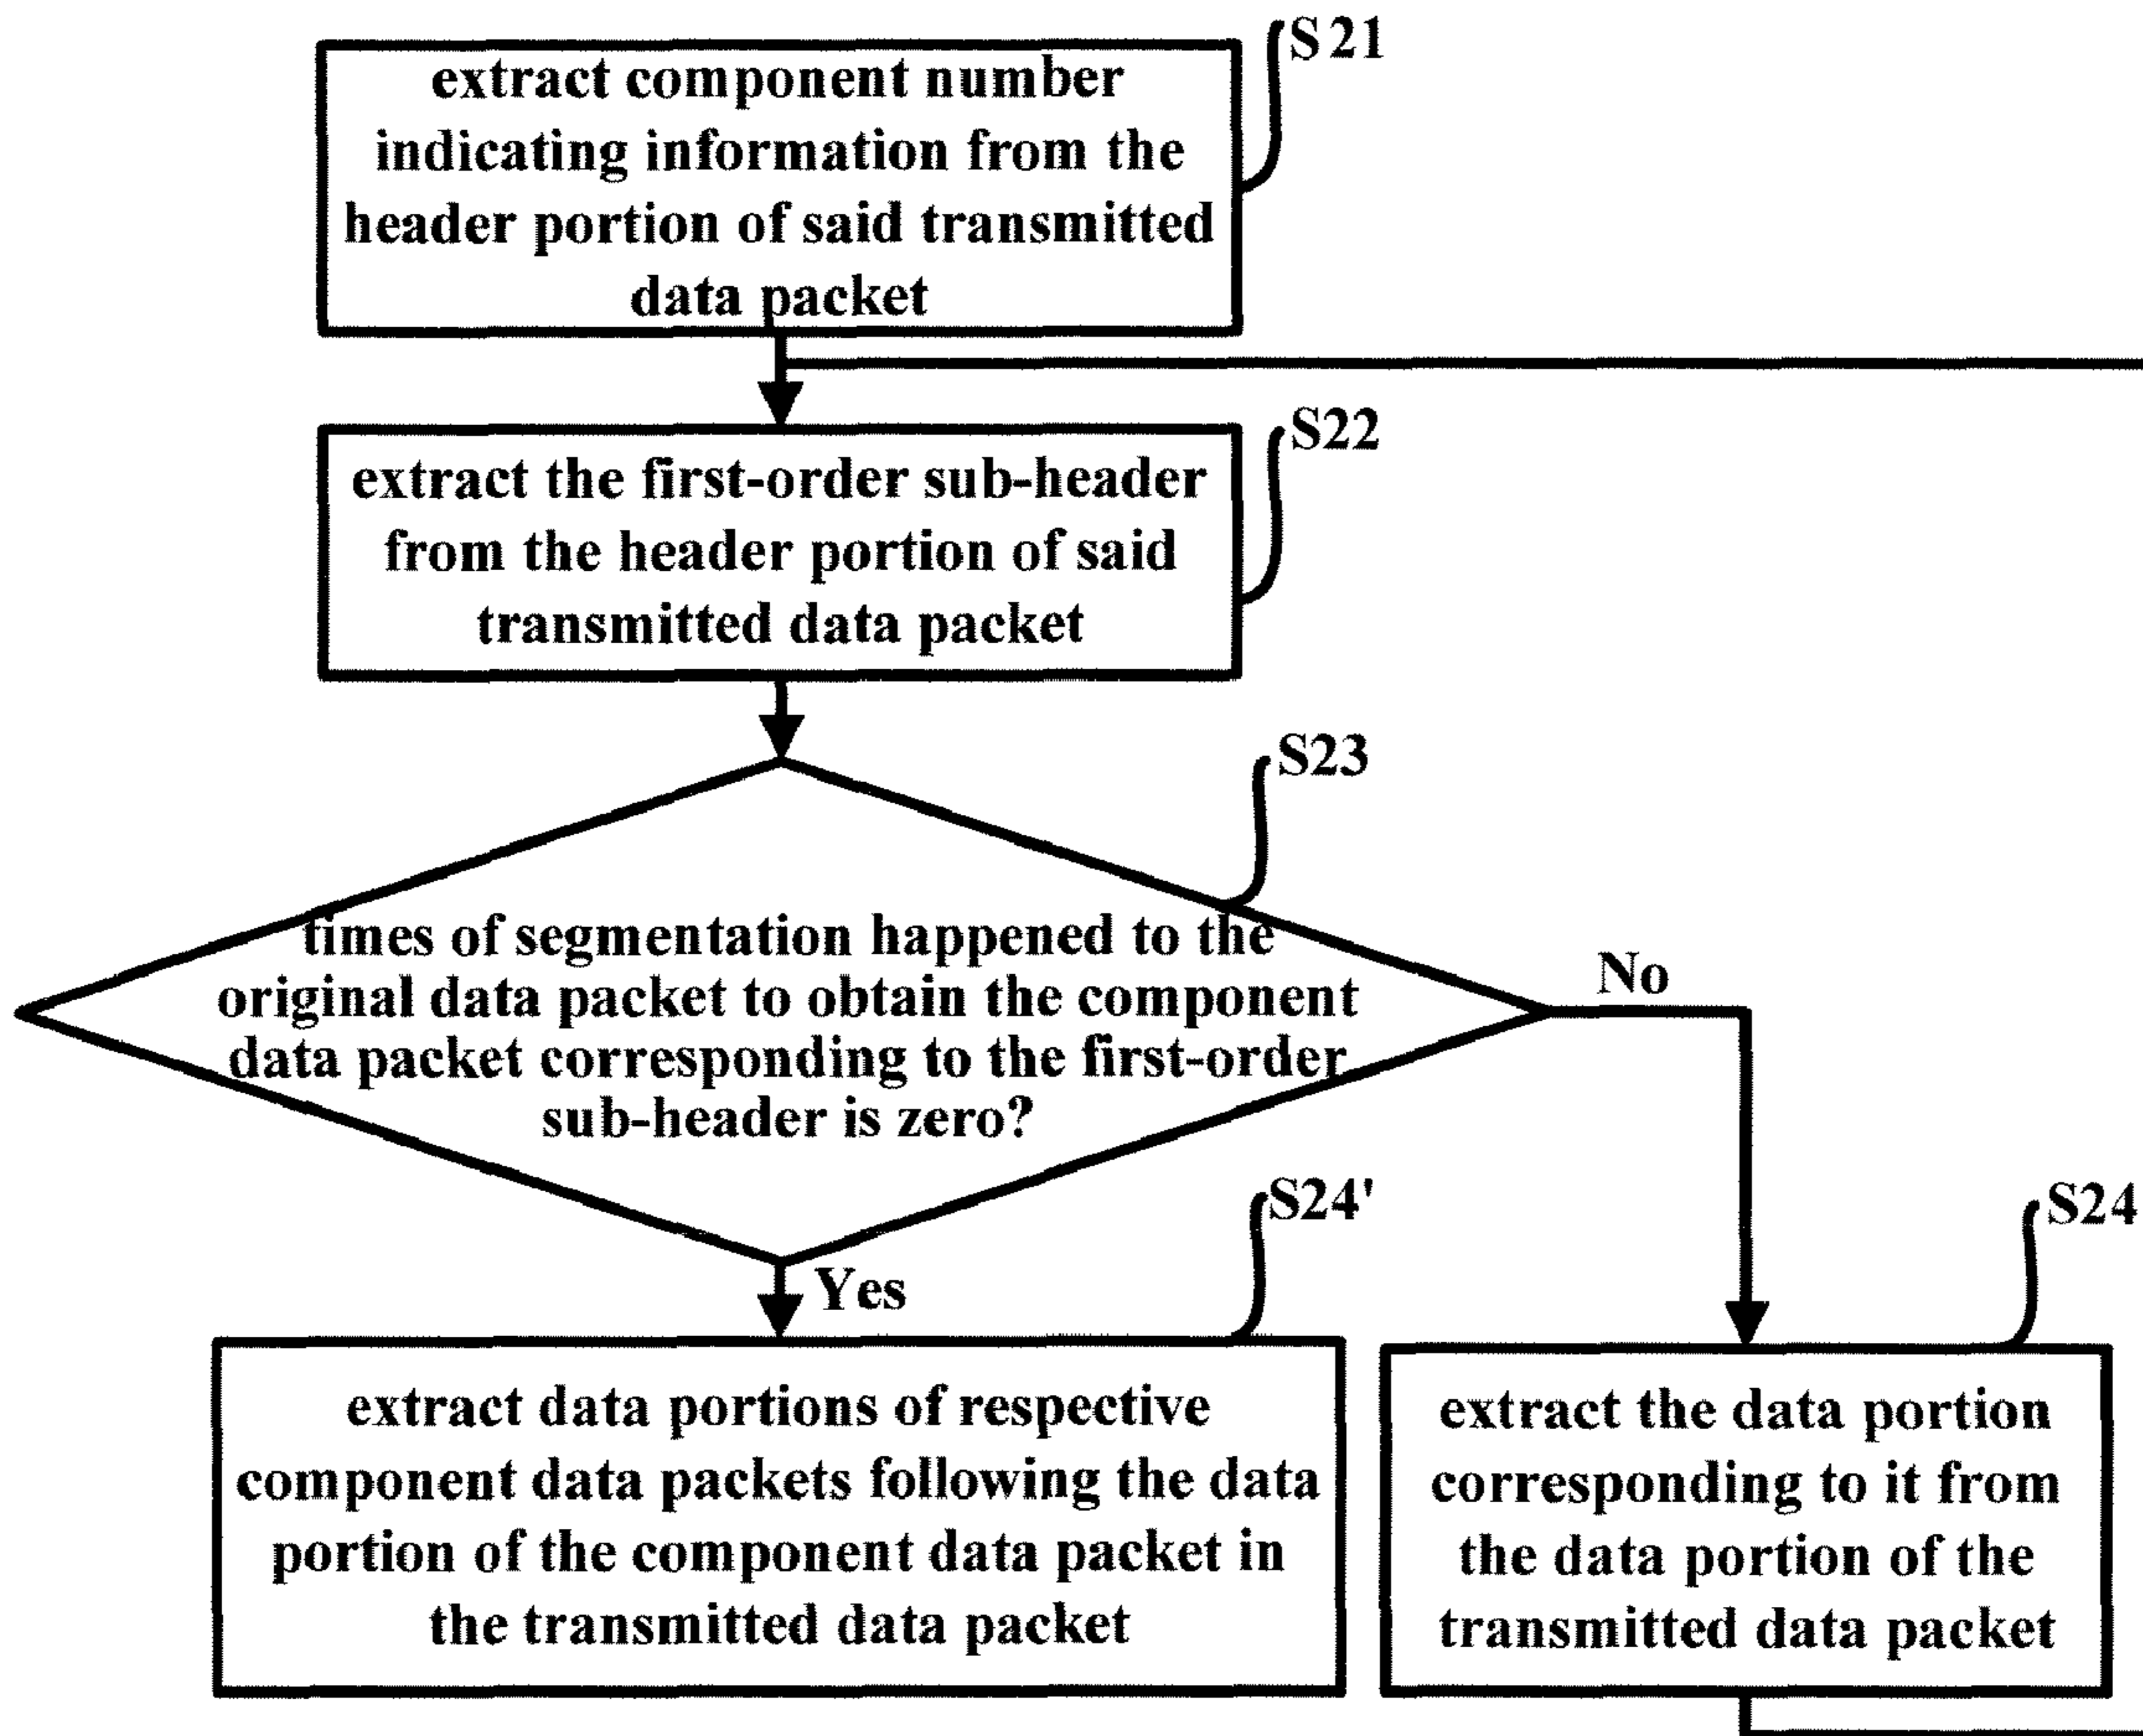 S21
extract component number
indicating information from the
header portion of said transmitted
data packet
S22
extract the first-order sub-header
from the header portion of said
transmitted data packet
S23
times of segmentation happened to the
original data packet to obtain the component
data packet corresponding to the first-order
sub-header is zero?
No
Yes
S24'
extract data portions of respective
component data packets following the data
portion of the component data packet in
the transmitted data packet
S24
extract the data portion
corresponding to it from
the data portion of the
transmitted data packet